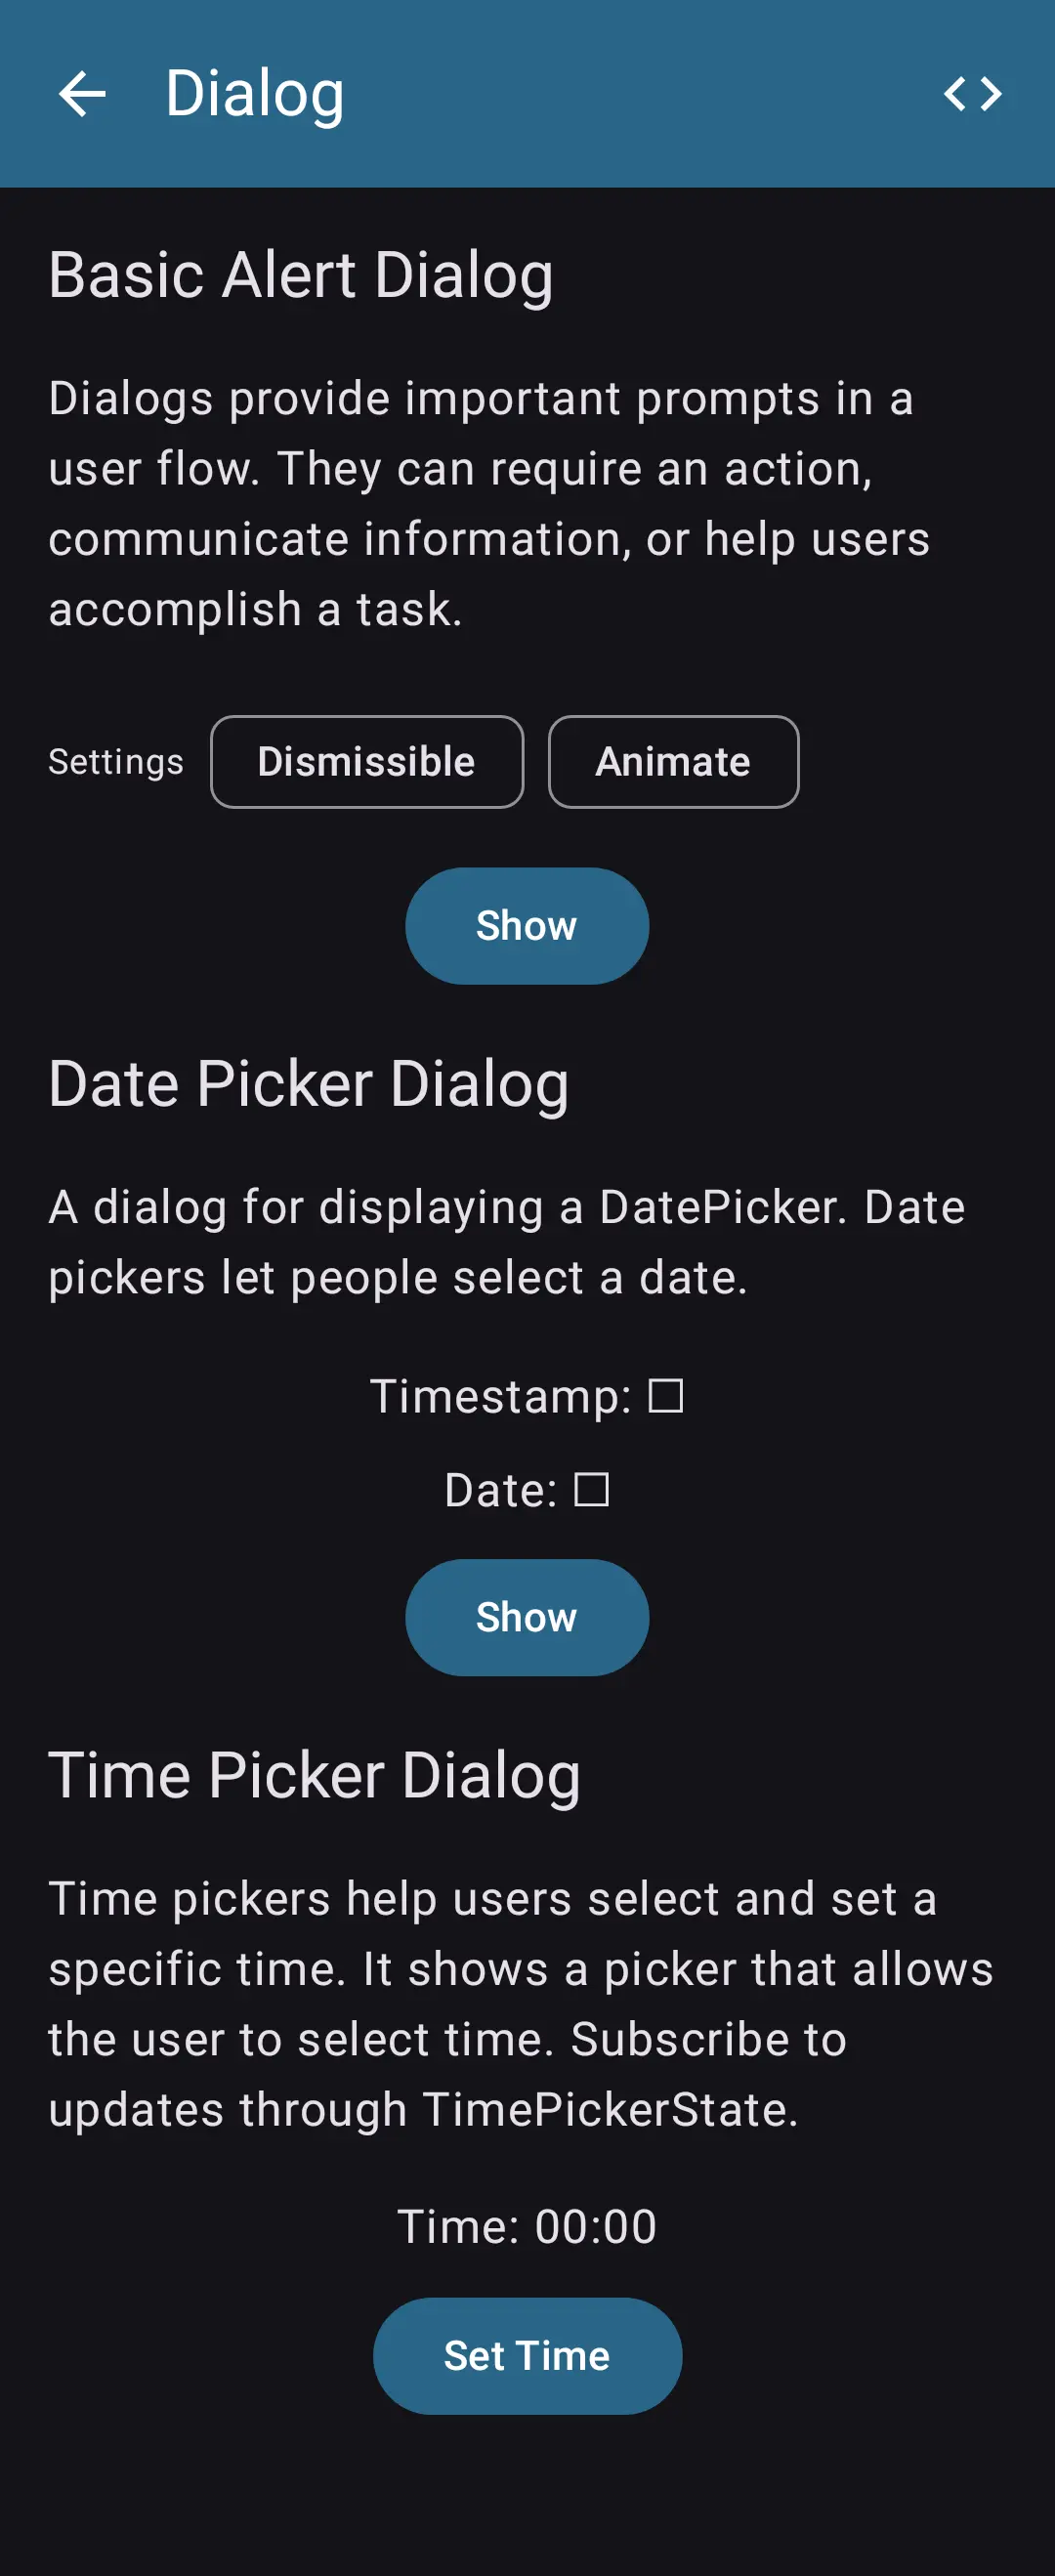 Dialog
Basic Alert Dialog
Dialogs provide important prompts in a
user flow. They can require an action,
communicate information, or help users
accomplish a task.
Settings Dismissible Animate
Show
Date Picker Dialog
A dialog for displaying a DatePicker. Date
pickers let people select a date.
Timestamp: □
Date: □
Show
Time Picker Dialog
Time pickers help users select and set a
specific time. It shows a picker that allows
the user to select time. Subscribe to
updates through TimePickerState.
Time: 00:00
Set Time